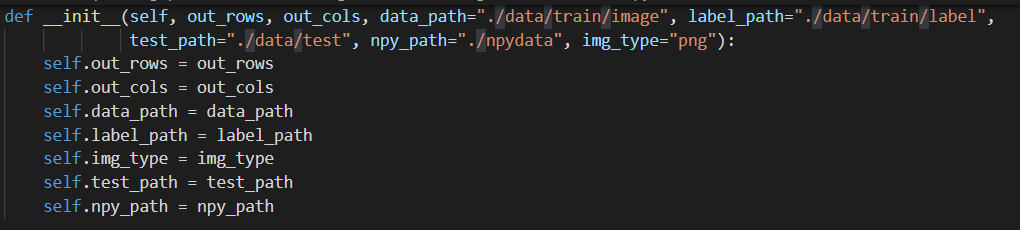 def __init__(self, out_rows, out_cols, data_path="./data/train/image", label_path="./data/train/label",
test_path="./data/test", npy_path="./npydata", img_type="png"):
self.out_rows = out_rows
self.out_cols = out_cols
self.data_path = data_path
self.label_path = label_path
self.img_type = img_type
self.test_path = test_path
self.npy_path = npy_path